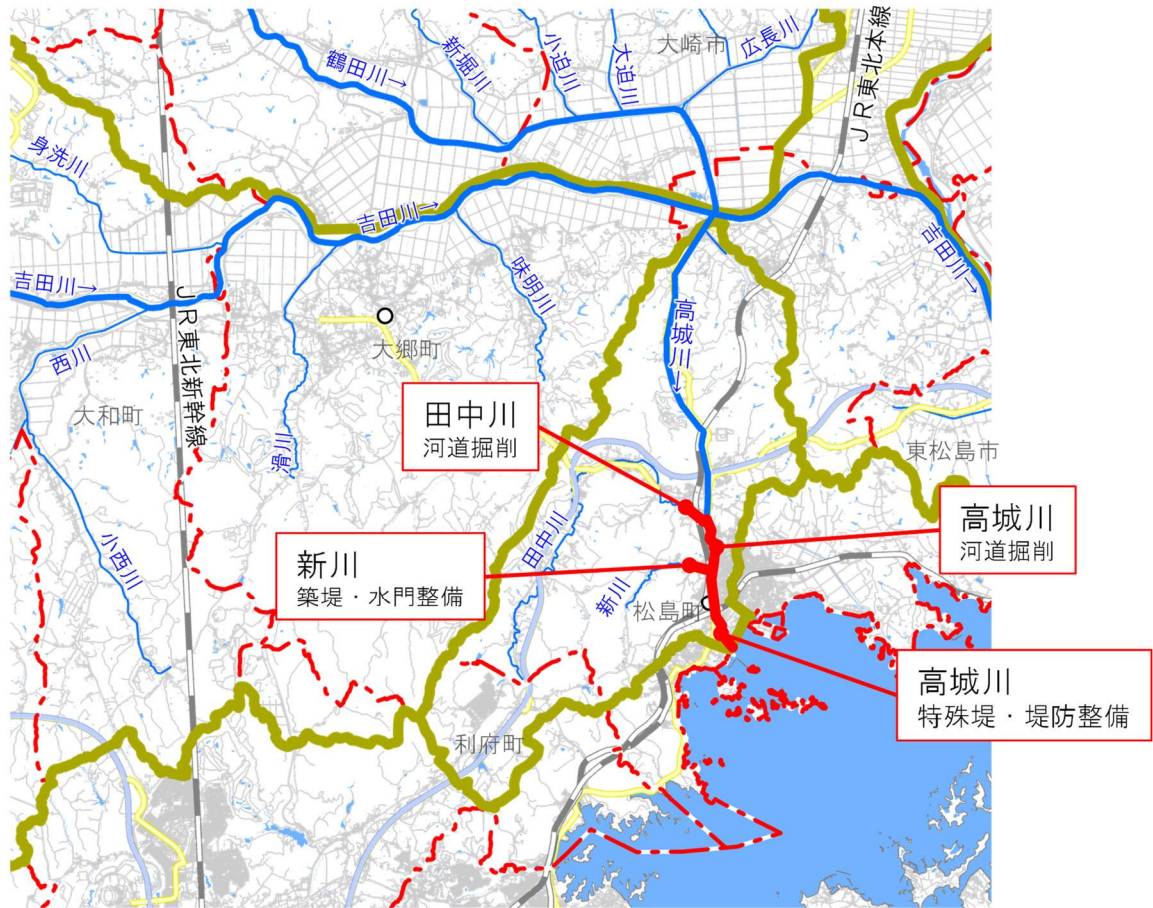 大崎市
広長川
大迫川
小迫川
新堀川
鶴田川→
JR東北本線
身洗川
吉田川→
吉田川→
吉田川→
味明川
高城川→
JR東北新幹線
西川
大郷町
大和町
滑川
田中川
河道掘削
東松島市
高城川
河道掘削
田中川
新川
築堤・水門整備
新川
松島町
小西川
高城川
特殊堤・堤防整備
利府町